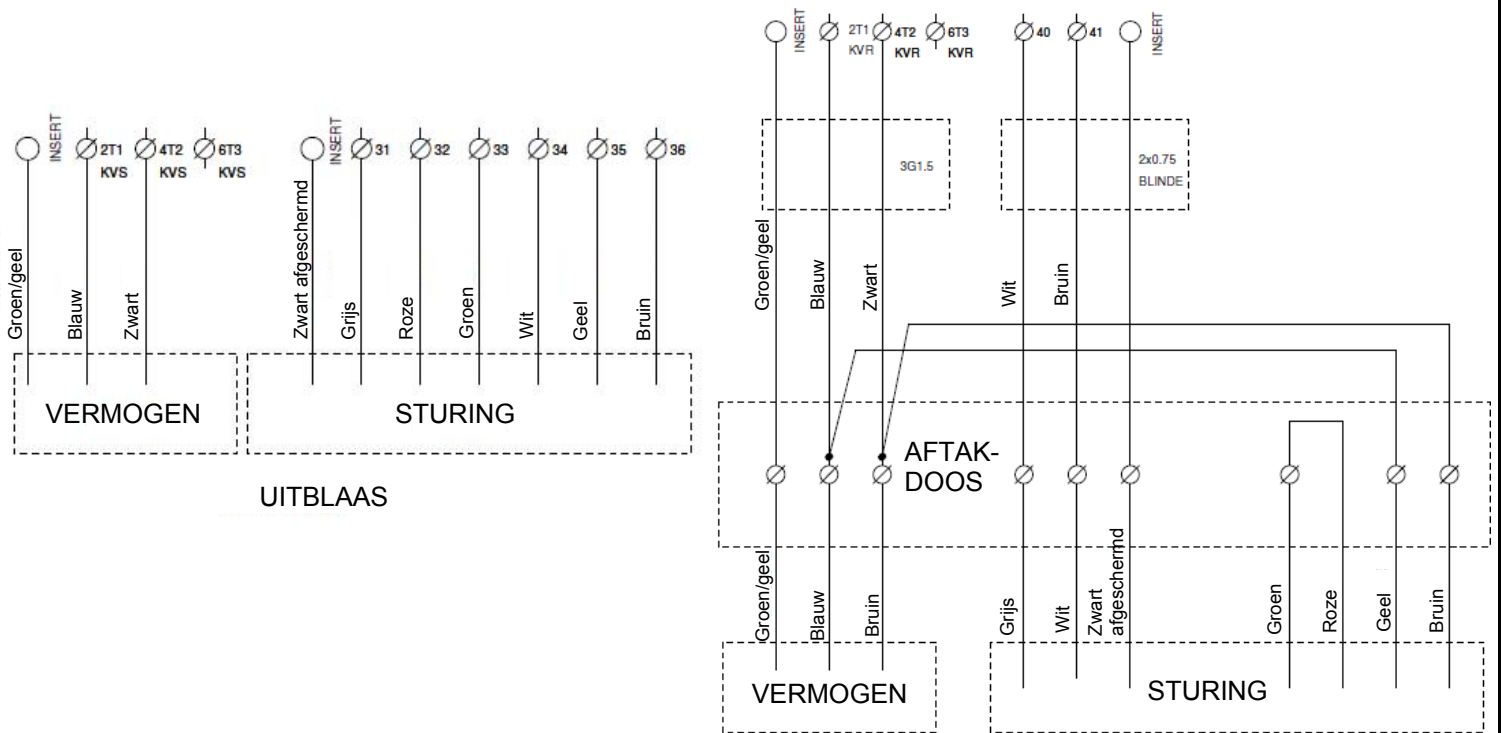 INSERT
2T1
KVS
4T2
KVS
6T3
KVS
INSERT
31
32
33
34
35
36
Groen/geel
Blauw
Zwart
Zwart afgeschermd
Grijs
Roze
Groen
Wit
Geel
Bruin
VERMOGEN
STURING
UITBLAAS
INSERT
2T1
KVR
4T2
KVR
6T3
KVR
40
41
INSERT
3G1.5
2x0.75
BLINDE
Groen/geel
Blauw
Zwart
Wit
Bruin
AFTAK-
DOOS
Groen/geel
Blauw
Bruin
Grijs
Wit
Zwart
afgeschermd
Groen
Roze
Geel
Bruin
VERMOGEN
STURING